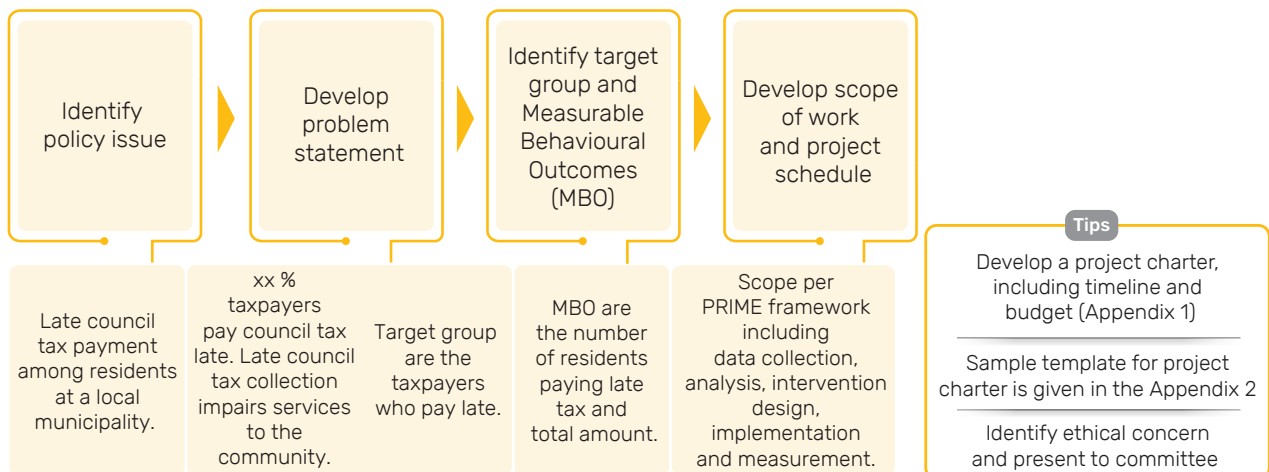 Identify
policy issue
Develop
problem
statement
Identify target
group and
Measurable
Behavioural
Outcomes
(MBO)
Develop scope
of work
and project
schedule
Late council
tax payment
among residents
at a local
municipality.
xx %
taxpayers
pay council tax
late. Late council
tax collection
impairs services
to the
community.
Target group
are the
taxpayers
who pay late.
MBO are
the number
of residents
paying late
tax and
total amount.
Scope per
PRIME framework
including
data collection,
analysis, intervention
design,
implementation
and measurement.
Tips
Develop a project charter,
including timeline and
budget (Appendix 1)
Sample template for project
charter is given in the Appendix 2
Identify ethical concern
and present to committee